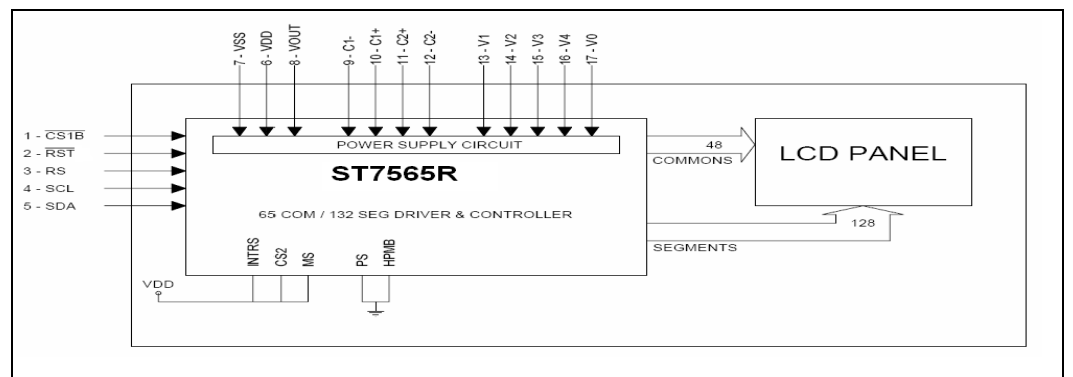 7 - VSS
6 - VDD
8 - VOUT
9 - C1-
10 - C1+
11 - C2+
12 - C2-
13 - V1
14 - V2
15 - V3
16 - V4
17 - V0
1 - CS1B
2 - RST
3 - RS
4 - SCL
5 - SDA
POWER SUPPLY CIRCUIT
ST7565R
65 COM / 132 SEG DRIVER & CONTROLLER
48
COMMONS
LCD PANEL
128
SEGMENTS
INTRS
CS2
MS
PS
HPMB
VDD